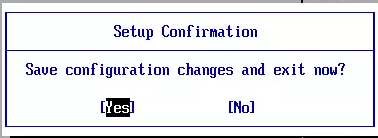 Setup Confirmation
Save configuration changes and exit now?
[Yes] [No]